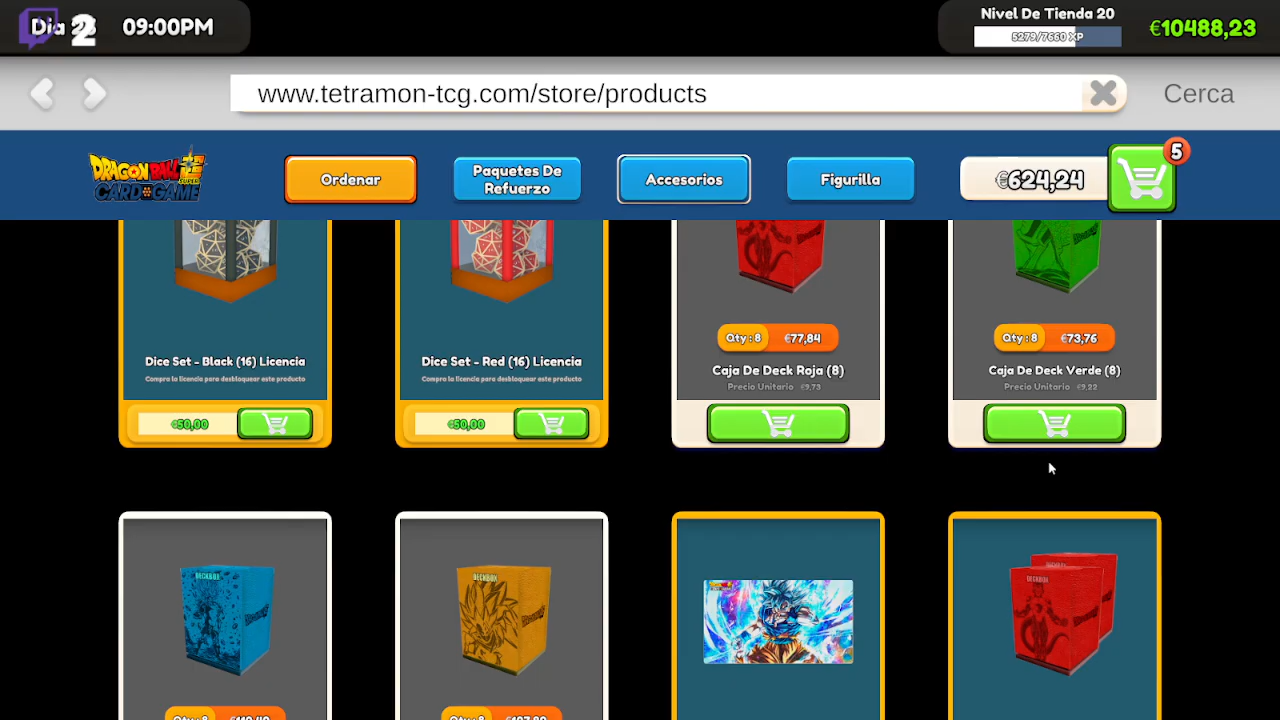 Día 2
09:00PM
Nivel De Tienda 20
5279/7660 XP
€10488,23
www.tetramon-tcg.com/store/products
Cerca
DRAGON BALL SUPER
CARD GAME
Ordenar
Paquetes De
Refuerzo
Accesorios
Figurilla
€624,24
5
Dice Set - Black (16) Licencia
Compra la licencia para desbloquear este producto
€50,00
Dice Set - Red (16) Licencia
Compra la licencia para desbloquear este producto
€50,00
Qty : 8 €77,84
Caja De Deck Roja (8)
Precio Unitario €9,73
Qty : 8 €73,76
Caja De Deck Verde (8)
Precio Unitario €9,22
DECKBOX
DECKBOX
DECKBOX
DECKBOX